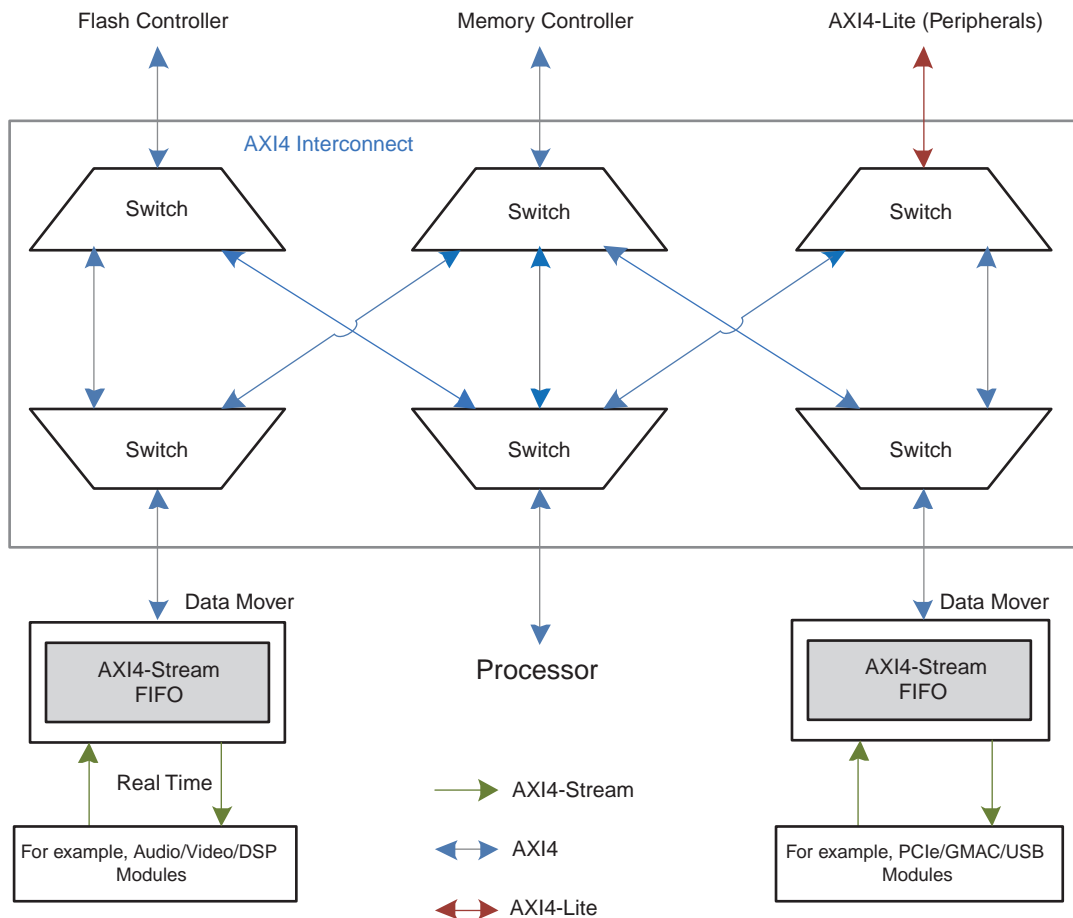 Flash Controller
Memory Controller
AXI4-Lite (Peripherals)
AXI4 Interconnect
Switch
Switch
Switch
Switch
Switch
Switch
Data Mover
Data Mover
AXI4-Stream
FIFO
Processor
AXI4-Stream
FIFO
Real Time
AXI4-Stream
For example, Audio/Video/DSP
Modules
AXI4
For example, PCIe/GMAC/USB
Modules
AXI4-Lite